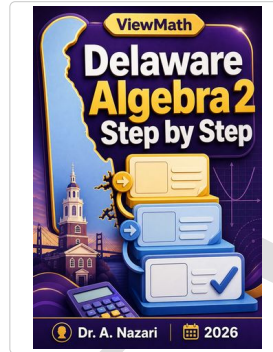 ViewMath
Delaware
Algebra 2
Step by Step
Dr. A. Nazari
2026